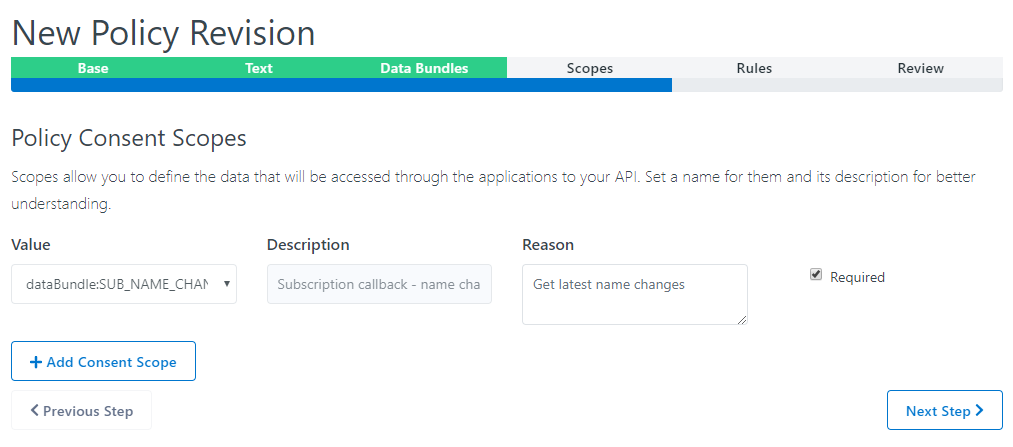 New Policy Revision
Base Text Data Bundles Scopes Rules Review
Policy Consent Scopes
Scopes allow you to define the data that will be accessed through the applications to your API. Set a name for them and its description for better
understanding.
Value Description Reason
dataBundle:SUB_NAME_CHAN Subscription callback - name cha Get latest name changes Required
Add Consent Scope
Previous Step Next Step